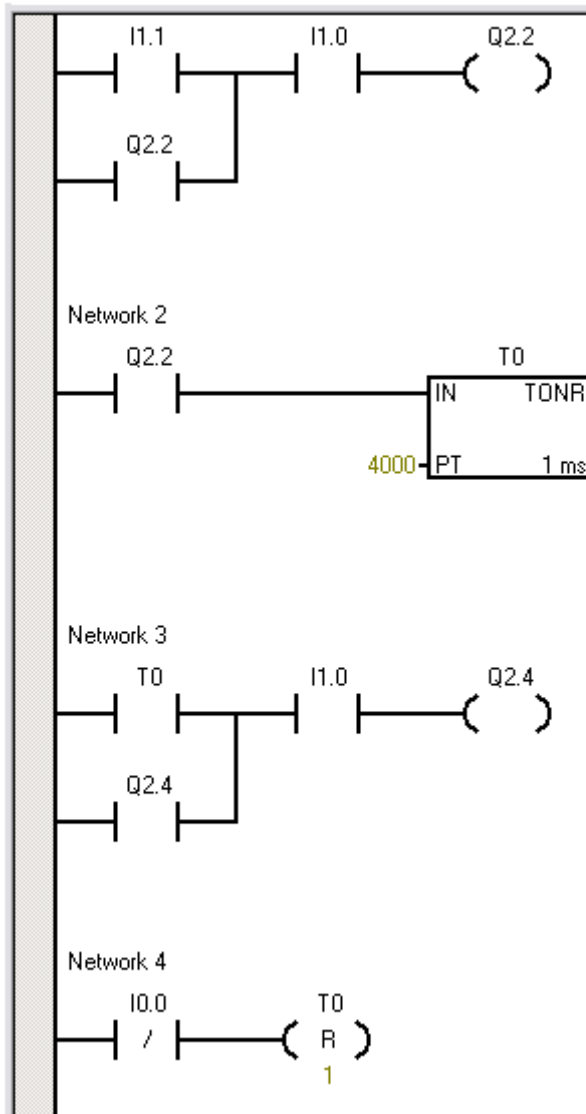 I1.1 I1.0 Q2.2
Q2.2
Network 2
Q2.2 T0
IN TONR
4000 PT 1 ms
Network 3
T0 I1.0 Q2.4
Q2.4
Network 4
I0.0 T0
/ R
1